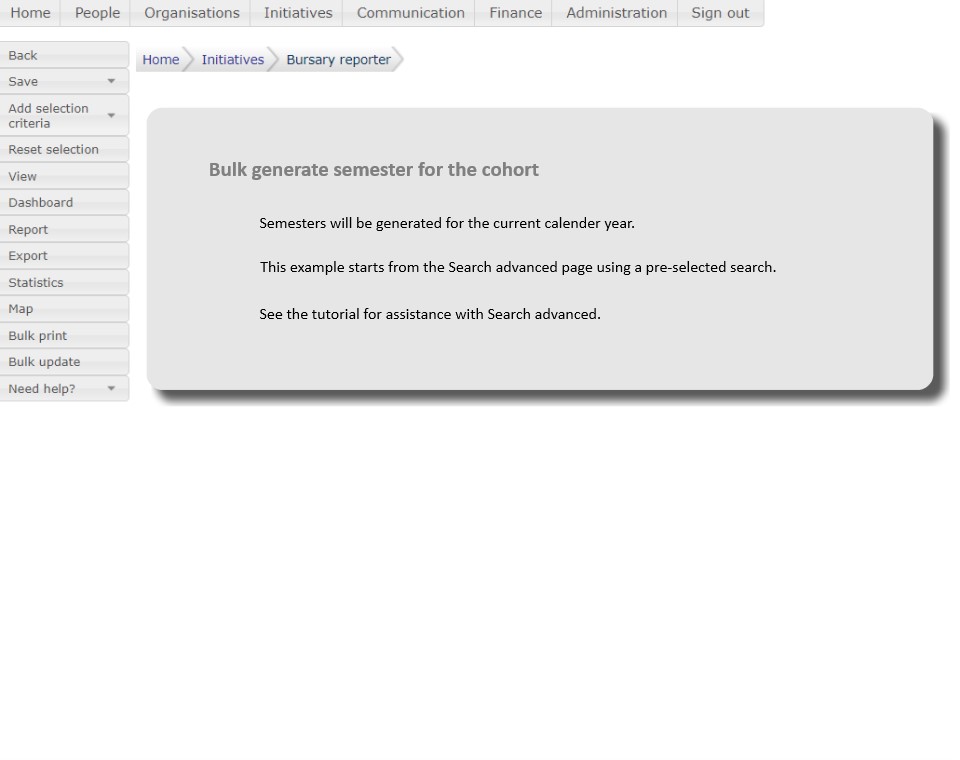 Home People Organisations Initiatives Communication Finance Administration Sign out
Back
Save
Add selection
criteria
Reset selection
View
Dashboard
Report
Export
Statistics
Map
Bulk print
Bulk update
Need help?
Home Initiatives Bursary reporter
Bulk generate semester for the cohort
Semesters will be generated for the current calender year.
This example starts from the Search advanced page using a pre-selected search.
See the tutorial for assistance with Search advanced.